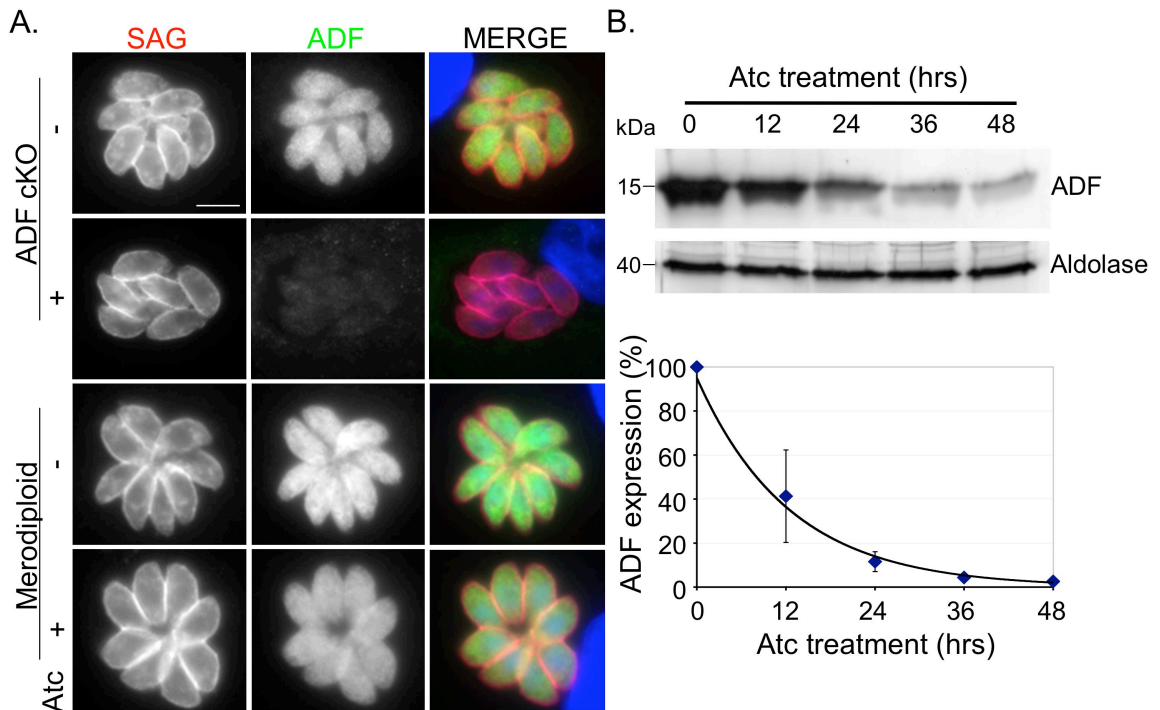 A.
SAG ADF MERGE
ADF cKO
-
+
Merodiploid
-
+
Atc
B.
Atc treatment (hrs)
kDa 0 12 24 36 48
15 ADF
40 Aldolase
ADF expression (%)
100
80
60
40
20
0
0 12 24 36 48
Atc treatment (hrs)